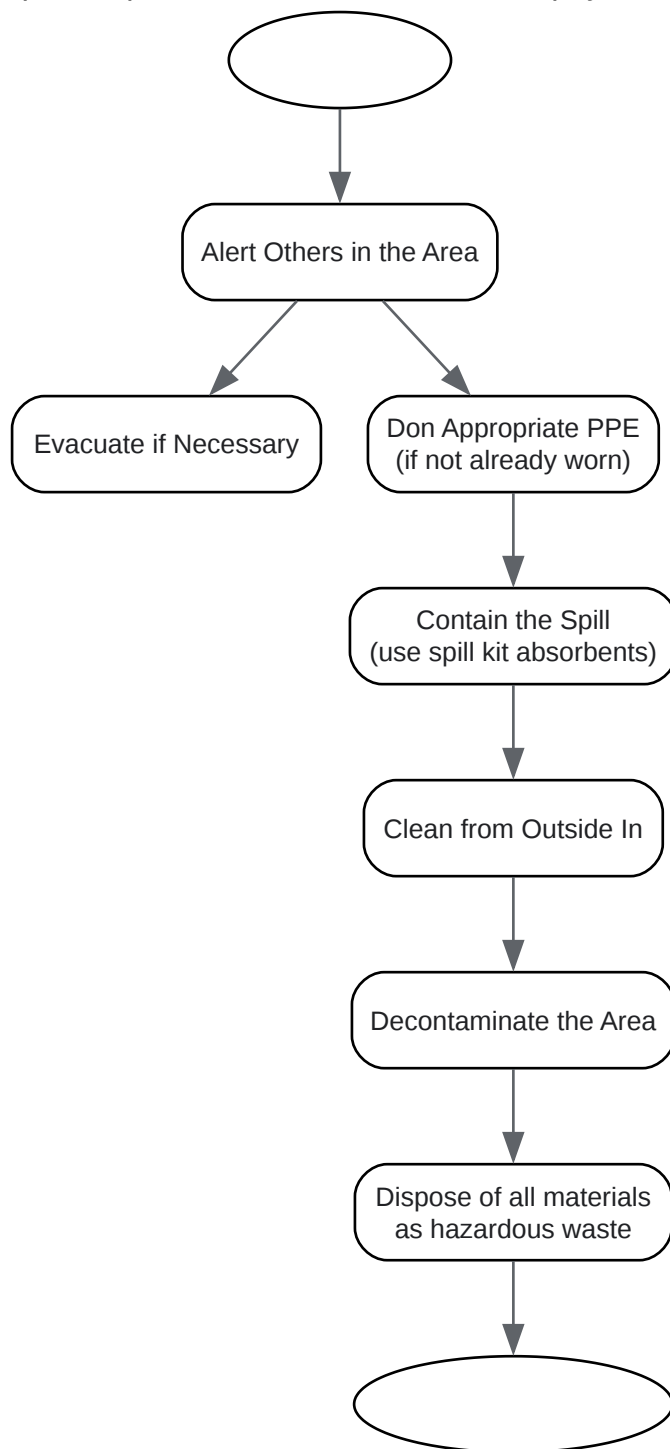 Alert Others in the Area
Evacuate if Necessary
Don Appropriate PPE
(if not already worn)
Contain the Spill
(use spill kit absorbents)
Clean from Outside In
Decontaminate the Area
Dispose of all materials
as hazardous waste